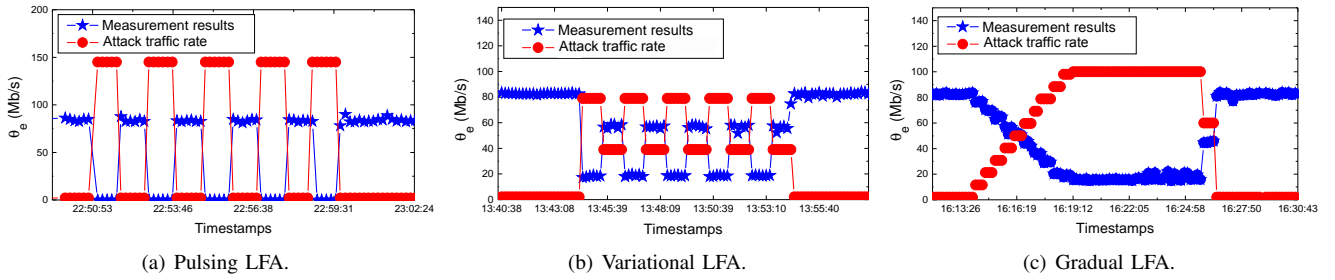 Measurement results
Attack traffic rate
θe (Mb/s)
200
150
100
50
0
22:50:53 22:53:46 22:56:38 22:59:31 23:02:24
Timestamps
(a) Pulsing LFA.
Measurement results
Attack traffic rate
θ_e (Mb/s)
140
120
100
80
60
40
20
0
13:40:38 13:43:08 13:45:39 13:48:09 13:50:39 13:53:10 13:55:40
Timestamps
(b) Variational LFA.
Measurement results
Attack traffic rate
θ_e (Mb/s)
140
120
100
80
60
40
20
0
16:13:26 16:16:19 16:19:12 16:22:05 16:24:58 16:27:50 16:30:43
Timestamps
(c) Gradual LFA.